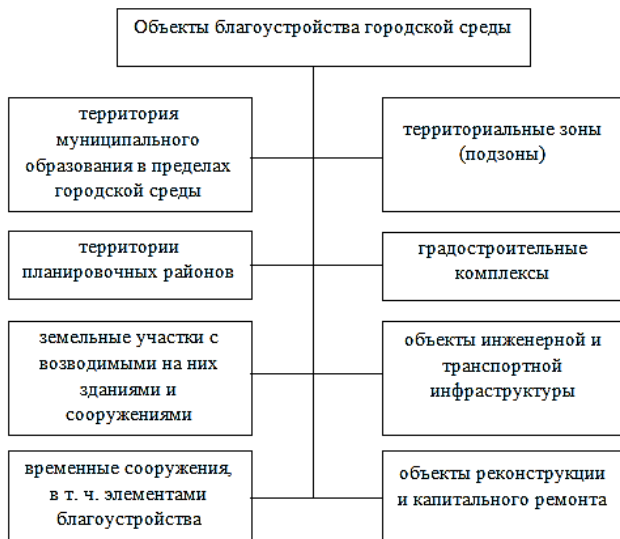 Объекты благоустройства городской среды
территория
муниципального
образования в пределах
городской среды
территориальные зоны
(подзоны)
территории
планировочных районов
градостроительные
комплексы
земельные участки с
возводимыми на них
зданиями и
сооружениями
объекты инженерной и
транспортной
инфраструктуры
временные сооружения,
в т. ч. элементами
благоустройства
объекты реконструкции
и капитального ремонта